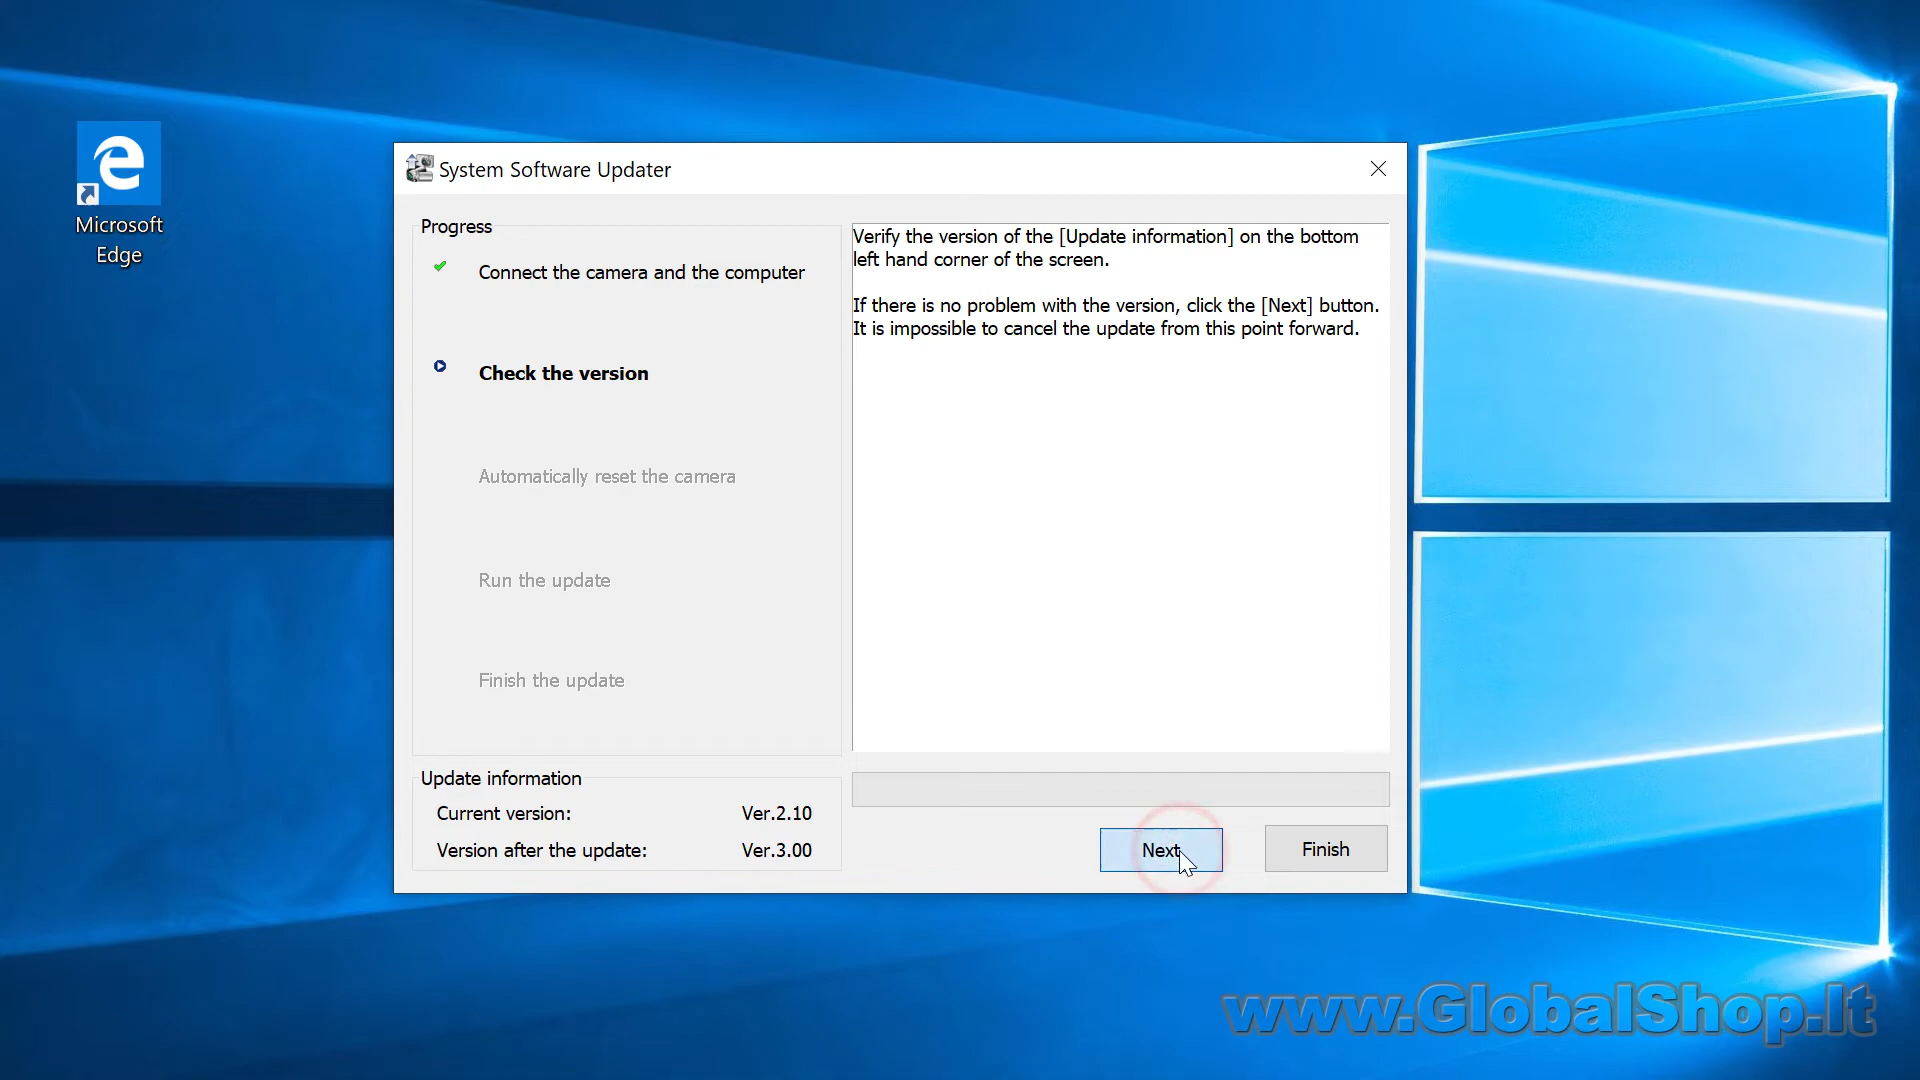 Microsoft
Edge
System Software Updater
Progress
Connect the camera and the computer
Check the version
Automatically reset the camera
Run the update
Finish the update
Verify the version of the [Update information] on the bottom
left hand corner of the screen.
If there is no problem with the version, click the [Next] button.
It is impossible to cancel the update from this point forward.
Update information
Current version: Ver.2.10
Version after the update: Ver.3.00
Next
Finish
www.GlobalShop.lt